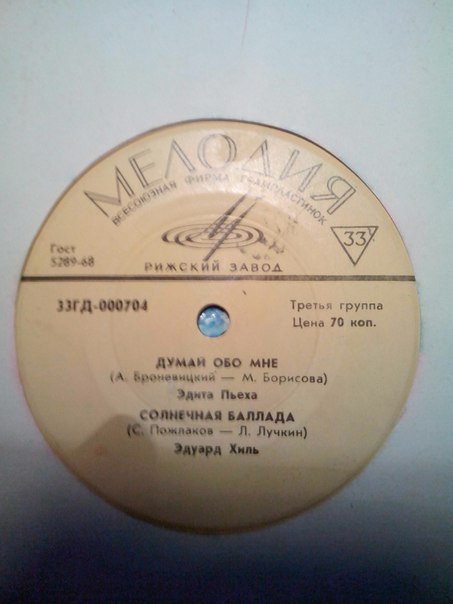 МЕЛОДИЯ
ВСЕСОЮЗНАЯ ФИРМА ГРАМПЛАСТИНОК
33
РИЖСКИЙ ЗАВОД
Гост
5289-68
33ГД-000704
Третья группа
Цена 70 коп.
ДУМАЙ ОБО МНЕ
(А. Броневицкий — М. Борисова)
Эдита Пьеха
СОЛНЕЧНАЯ БАЛЛАДА
(С. Пожлаков — Л. Лучкин)
Эдуард Хиль